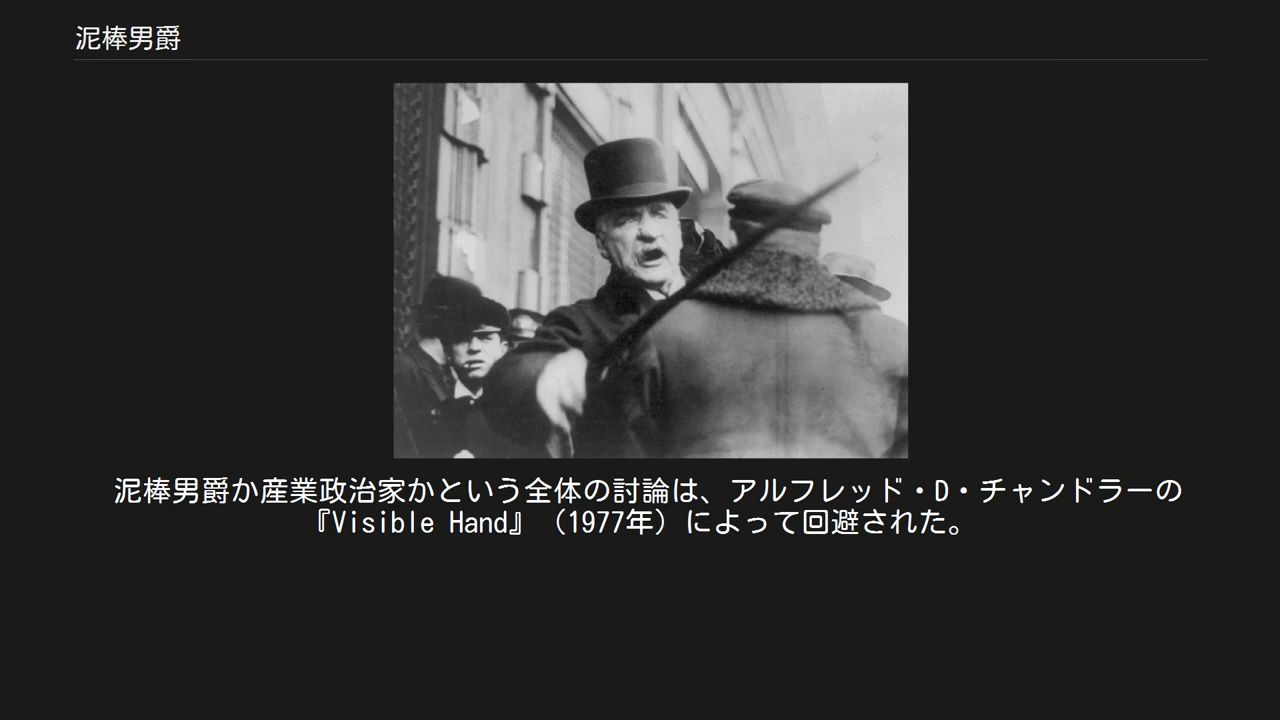 泥棒男爵
泥棒男爵か産業政治家かという全体の討論は、アルフレッド・D・チャンドラーの
『Visible Hand』（1977年）によって回避された。